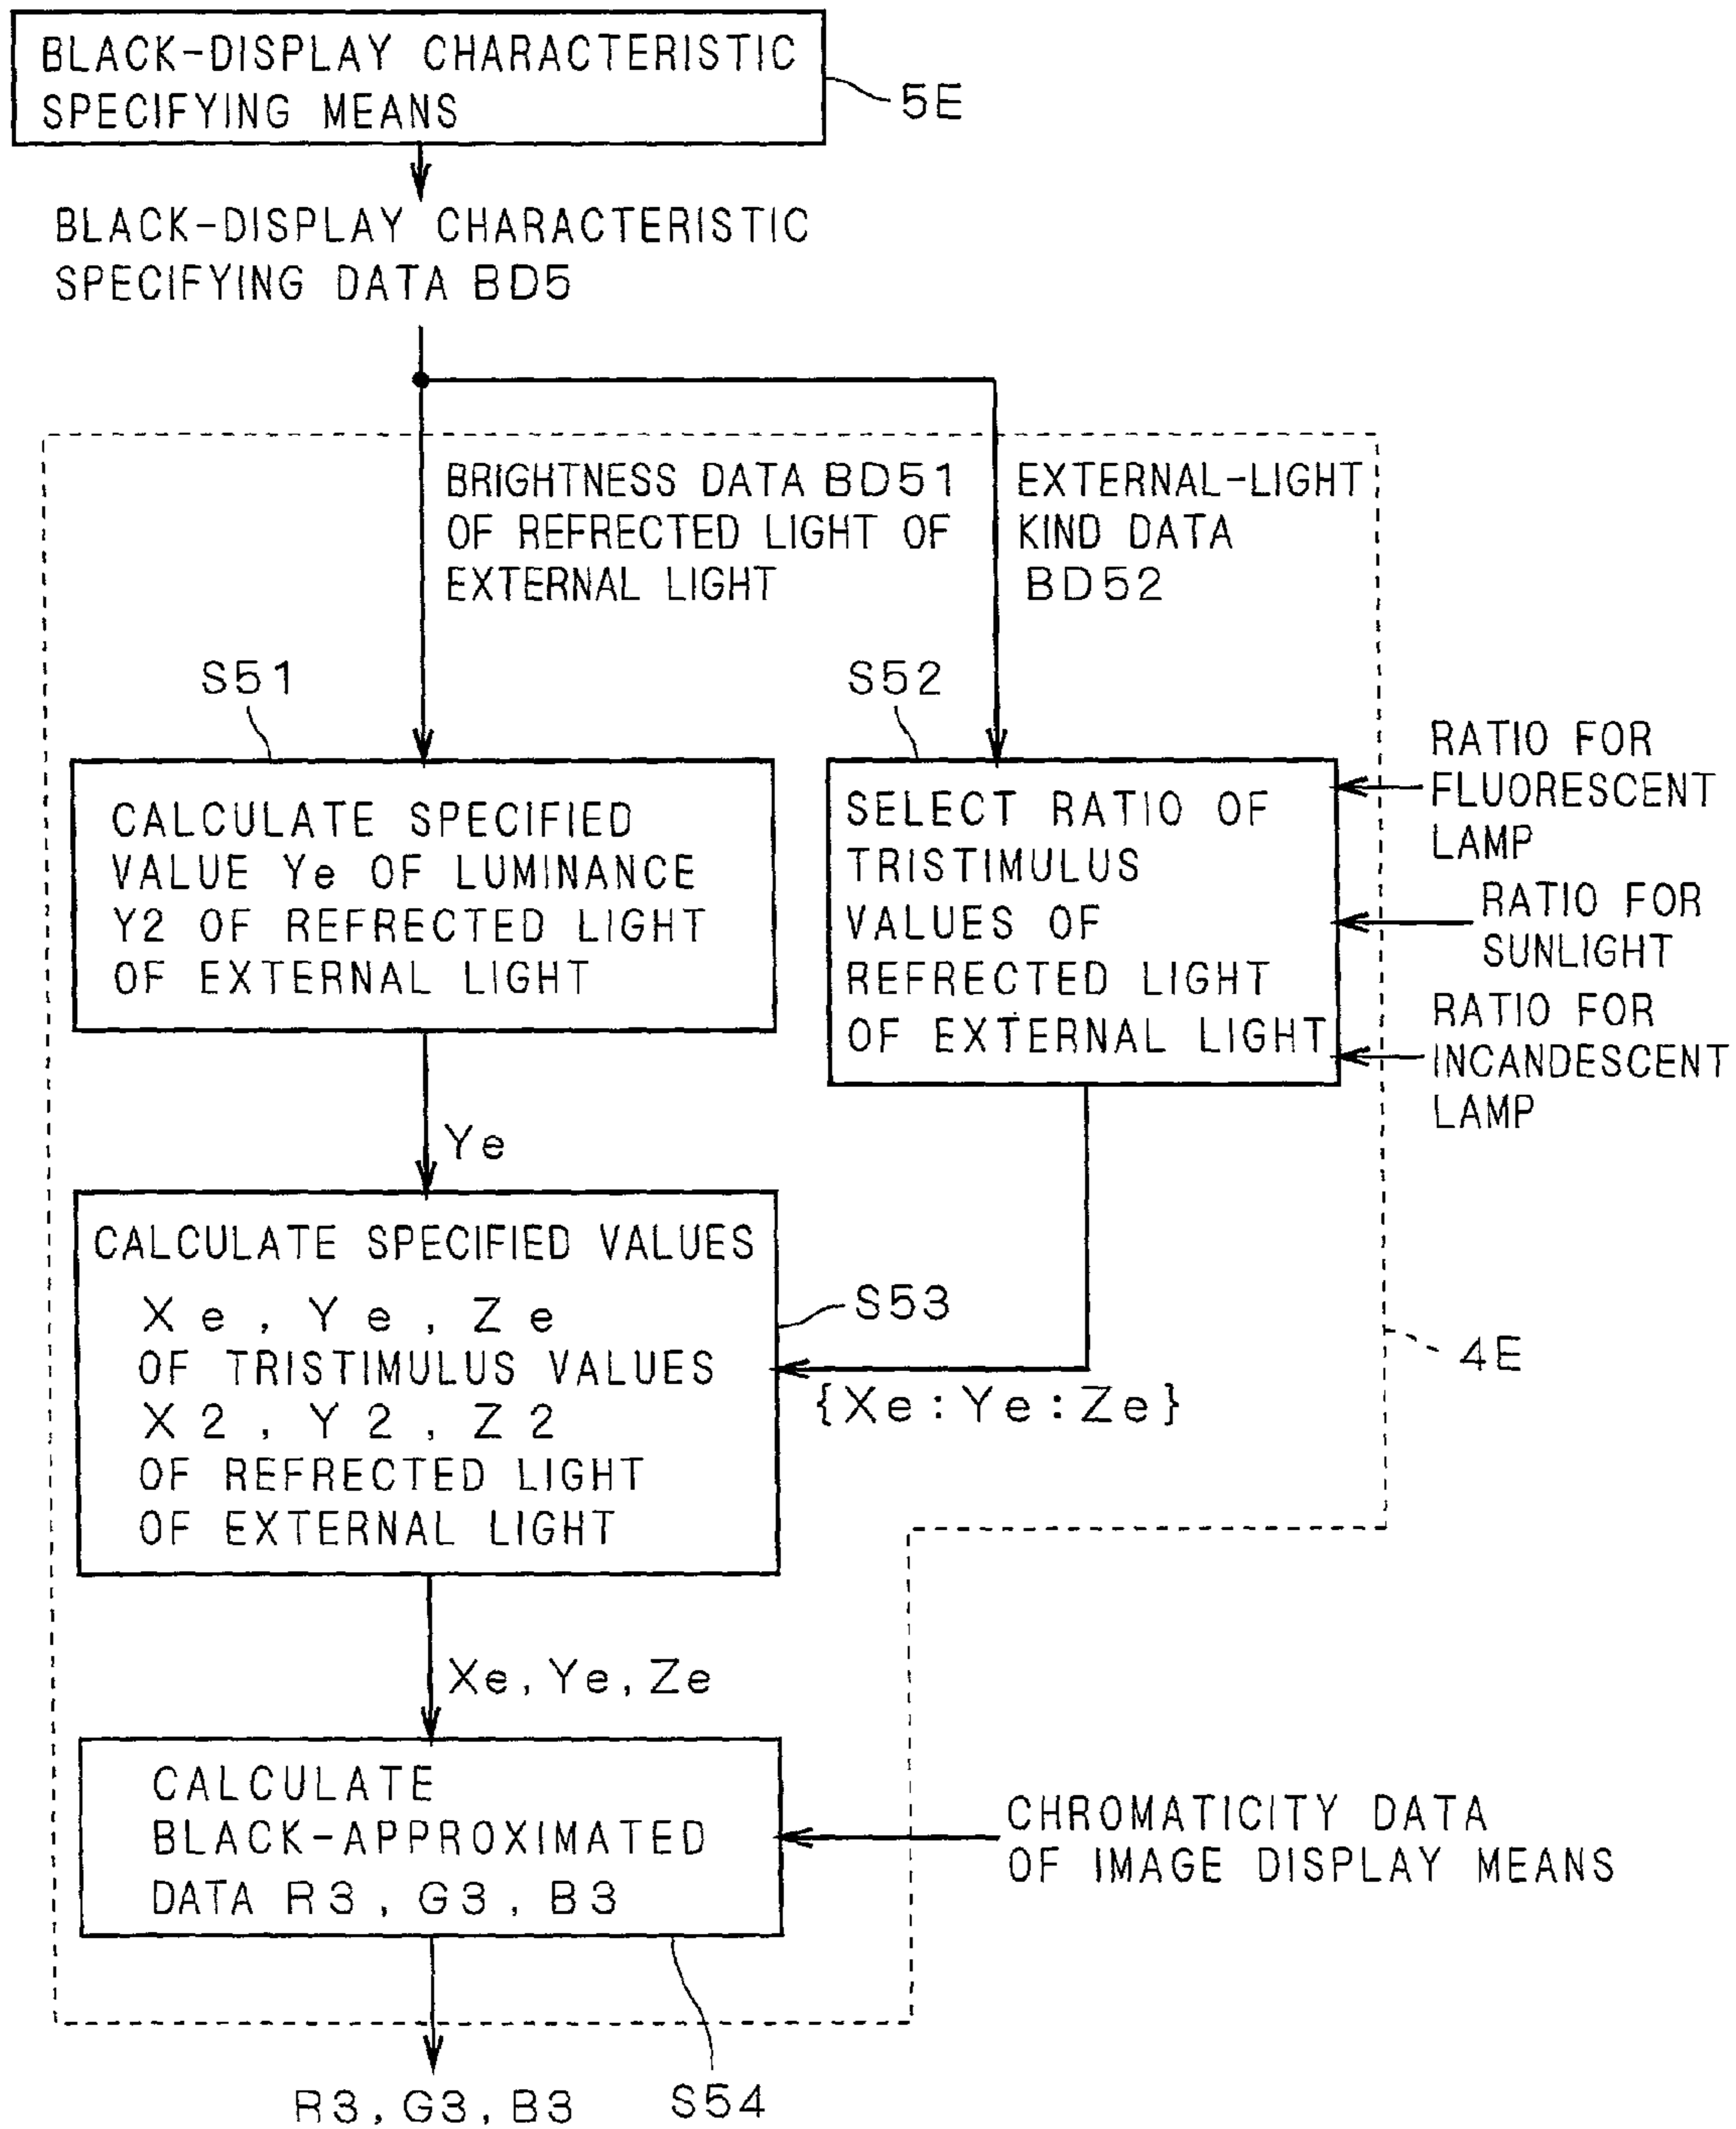 BLACK-DISPLAY CHARACTERISTIC
SPECIFYING MEANS
5E
BLACK-DISPLAY CHARACTERISTIC
SPECIFYING DATA BD5
BRIGHTNESS DATA BD51
OF REFRECTED LIGHT OF
EXTERNAL LIGHT
EXTERNAL-LIGHT
KIND DATA
BD52
S51
S52
CALCULATE SPECIFIED
VALUE Ye OF LUMINANCE
Y2 OF REFRECTED LIGHT
OF EXTERNAL LIGHT
SELECT RATIO OF
TRISTIMULUS
VALUES OF
REFRECTED LIGHT
OF EXTERNAL LIGHT
RATIO FOR
FLUORESCENT
LAMP
RATIO FOR
SUNLIGHT
RATIO FOR
INCANDESCENT
LAMP
Ye
CALCULATE SPECIFIED VALUES
Xe, Ye, Ze
OF TRISTIMULUS VALUES
X2, Y2, Z2
OF REFRECTED LIGHT
OF EXTERNAL LIGHT
S53
{Xe:Ye:Ze}
4E
Xe, Ye, Ze
CALCULATE
BLACK-APPROXIMATED
DATA R3, G3, B3
CHROMATICITY DATA
OF IMAGE DISPLAY MEANS
R3, G3, B3
S54